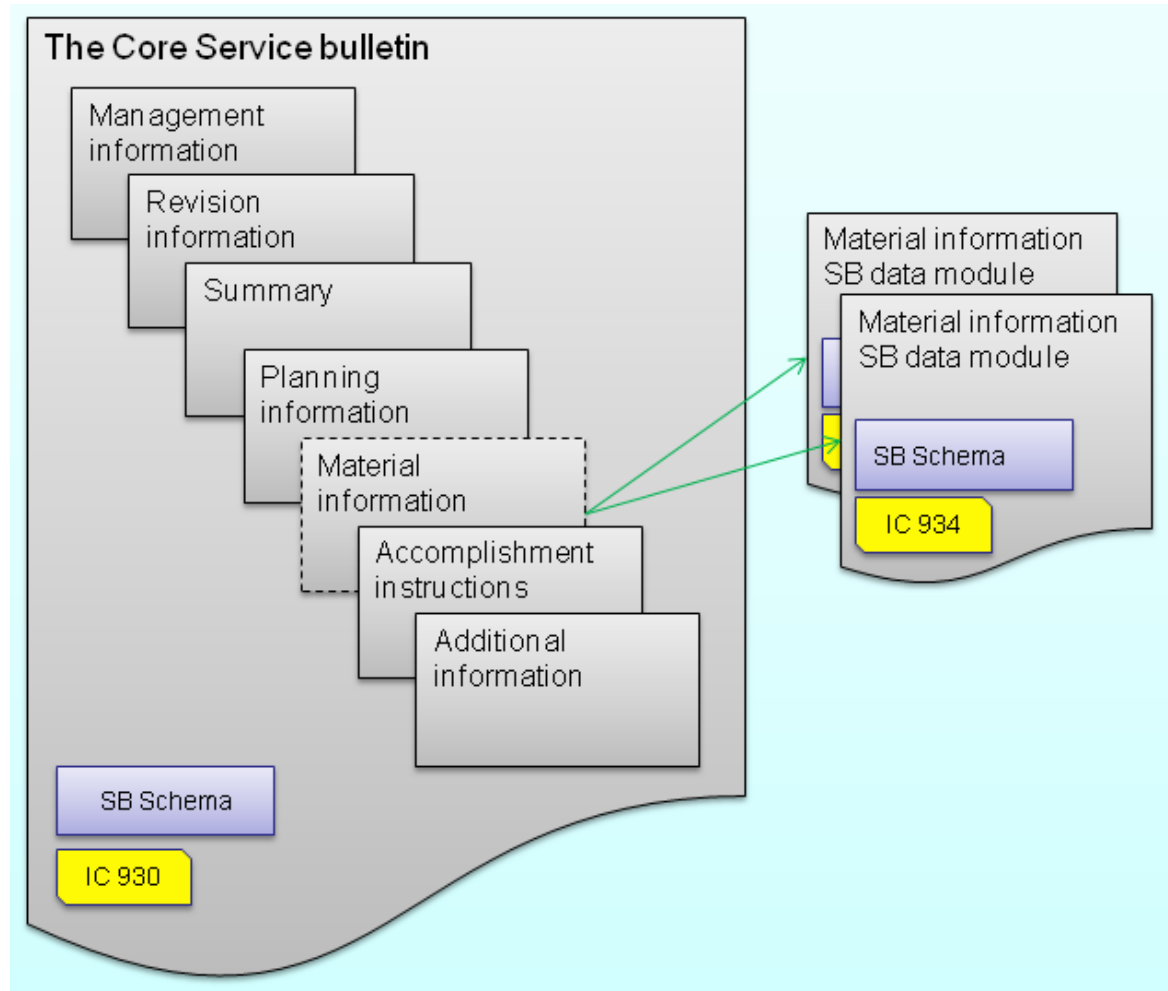 The Core Service bulletin
Management
information
Revision
information
Summary
Planning
information
Material
information
Accomplishment
instructions
Additional
information
SB Schema
IC 930
Material information
SB data module
Material information
SB data module
SB Schema
IC 934